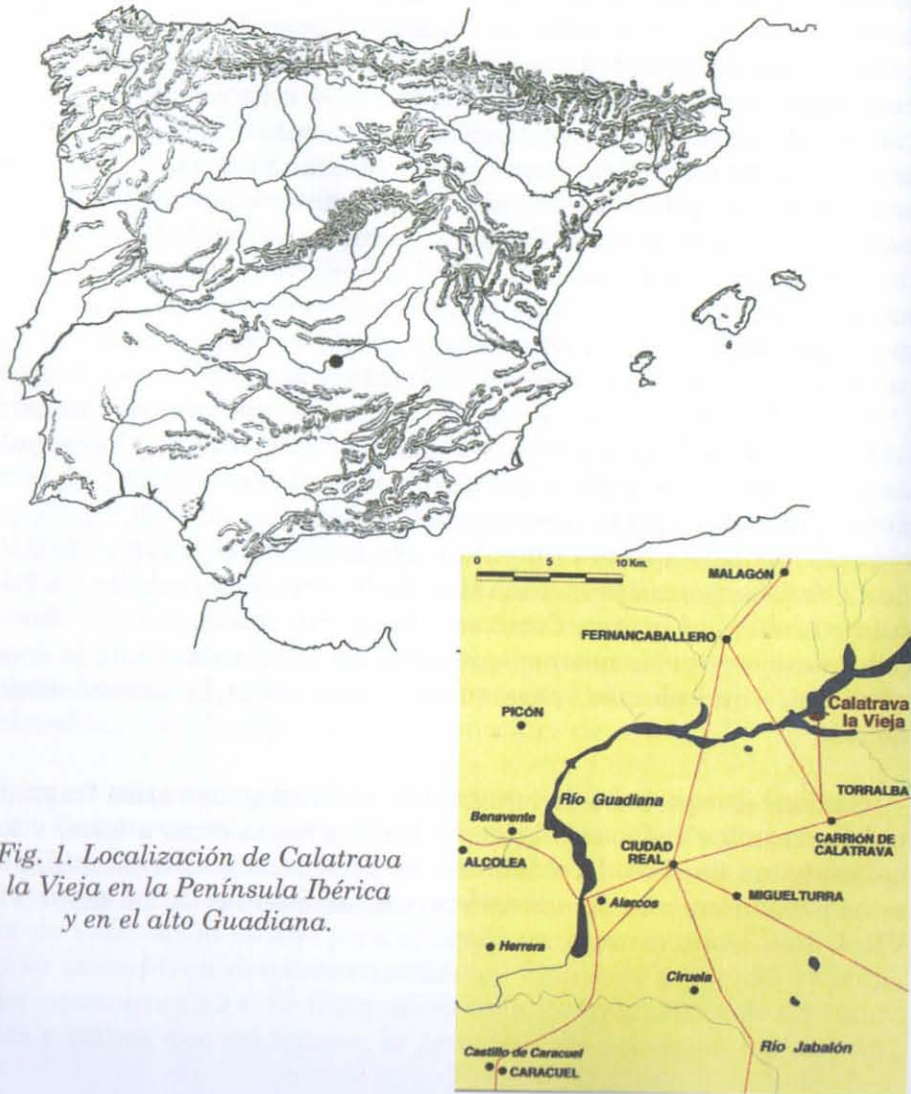 0 5 10 Km.
MALAGÓN
FERNANCABALLERO
Calatrava
la Vieja
PICÓN
Río Guadiana
TORRALBA
Benavente
CIUDAD
REAL
CARRIÓN DE
CALATRAVA
ALCOLEA
Alarcos
MIGUELTURRA
Herrera
Ciruela
Río Jabalón
Castillo de Caracuel
CARACUEL
Fig. 1. Localización de Calatrava
la Vieja en la Península Ibérica
y en el alto Guadiana.